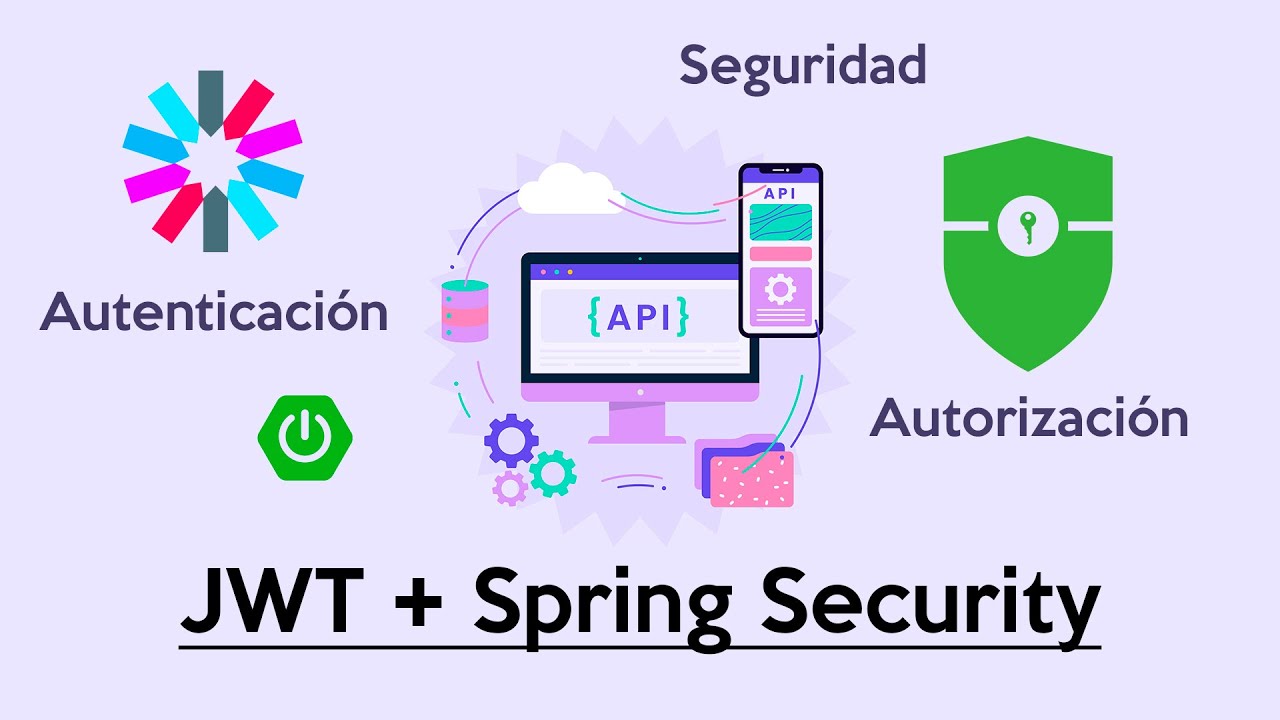 Seguridad
Autenticación
API
{API}
Autorización
JWT + Spring Security